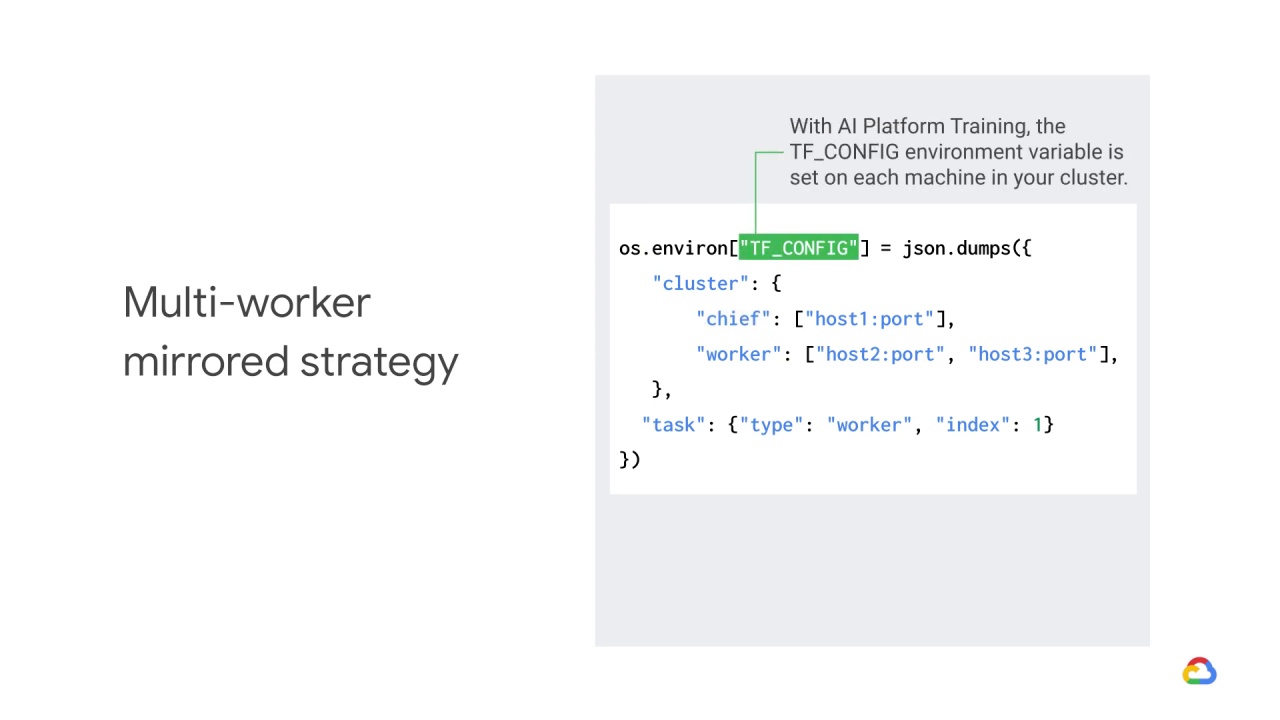 Multi-worker
mirrored strategy
With AI Platform Training, the
TF_CONFIG environment variable is
set on each machine in your cluster.
os.environ["TF_CONFIG"] = json.dumps({
"cluster": {
"chief": ["host1:port"],
"worker": ["host2:port", "host3:port"],
},
"task": {"type": "worker", "index": 1}
})